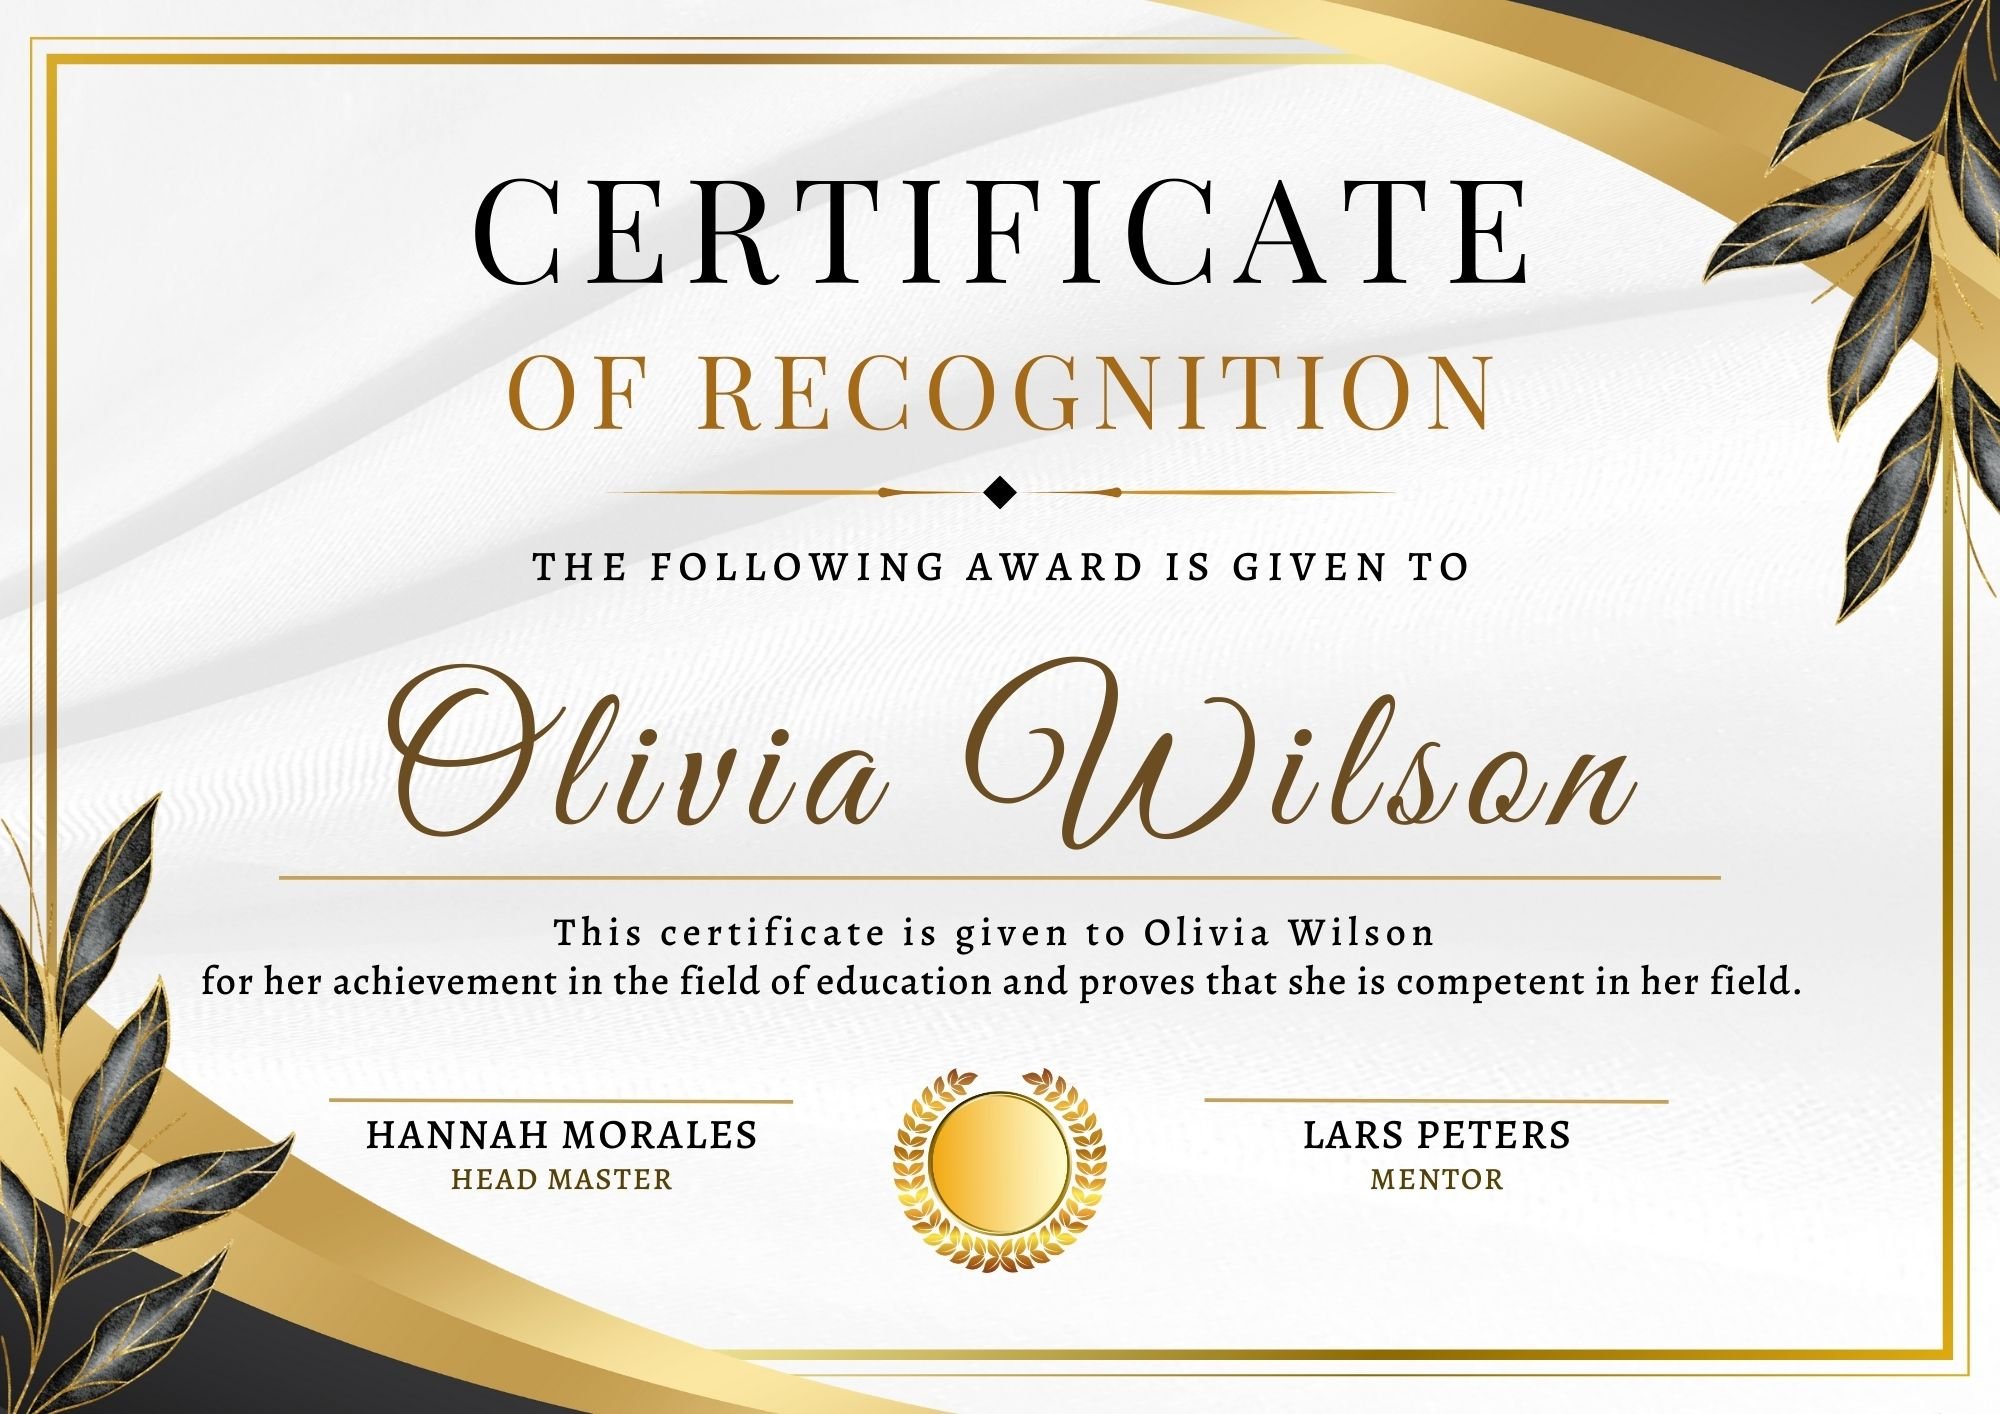 CERTIFICATE
OF RECOGNITION
THE FOLLOWING AWARD IS GIVEN TO
Olivia Wilson
This certificate is given to Olivia Wilson
for her achievement in the field of education and proves that she is competent in her field.
HANNAH MORALES
HEAD MASTER
LARS PETERS
MENTOR